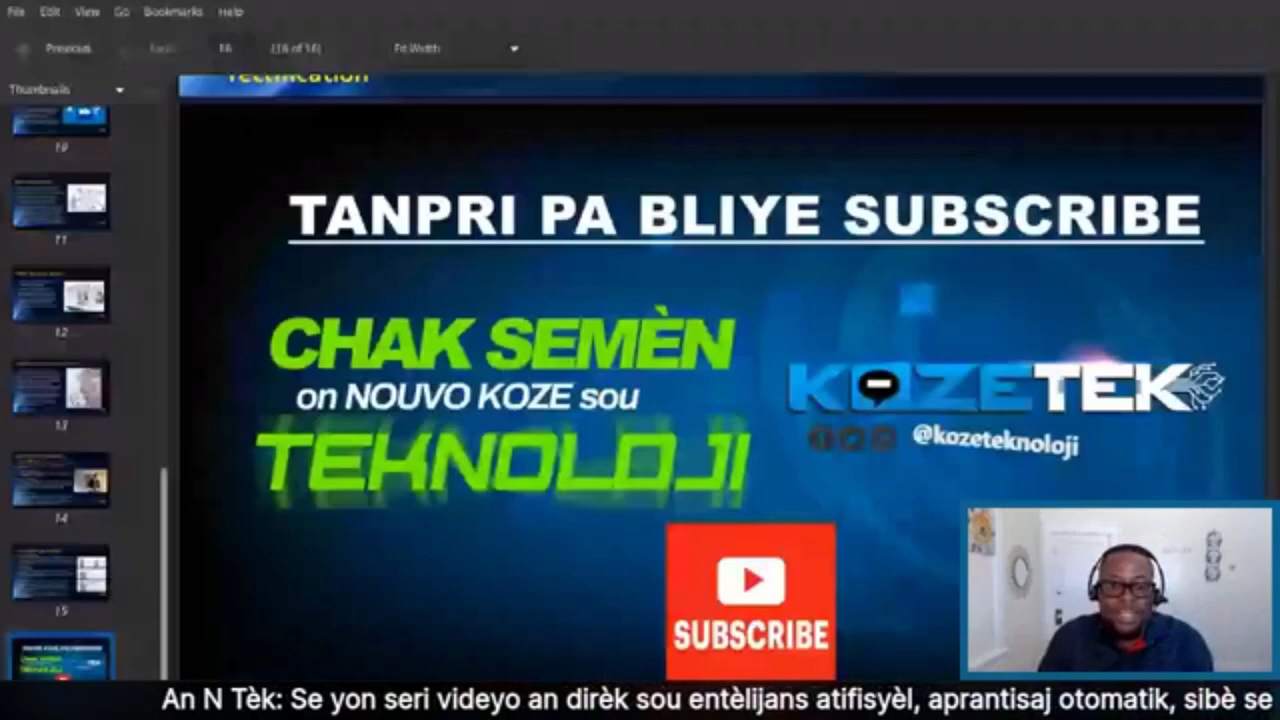 File Edit View Go Bookmarks Help
Previous 16 (16 of 16) Fit Width
Thumbnails
rectification
10
11
12
13
14
15
TANPRI PA BLIYE SUBSCRIBE
CHAK SEMÈN
on NOUVO KOZE sou
TEKNOLOJI
KOZETEK
@kozeteknoloji
SUBSCRIBE
An N Tèk: Se yon seri videyo an dirèk sou entèlijans atifisyèl, aprantisaj otomatik, sibè se